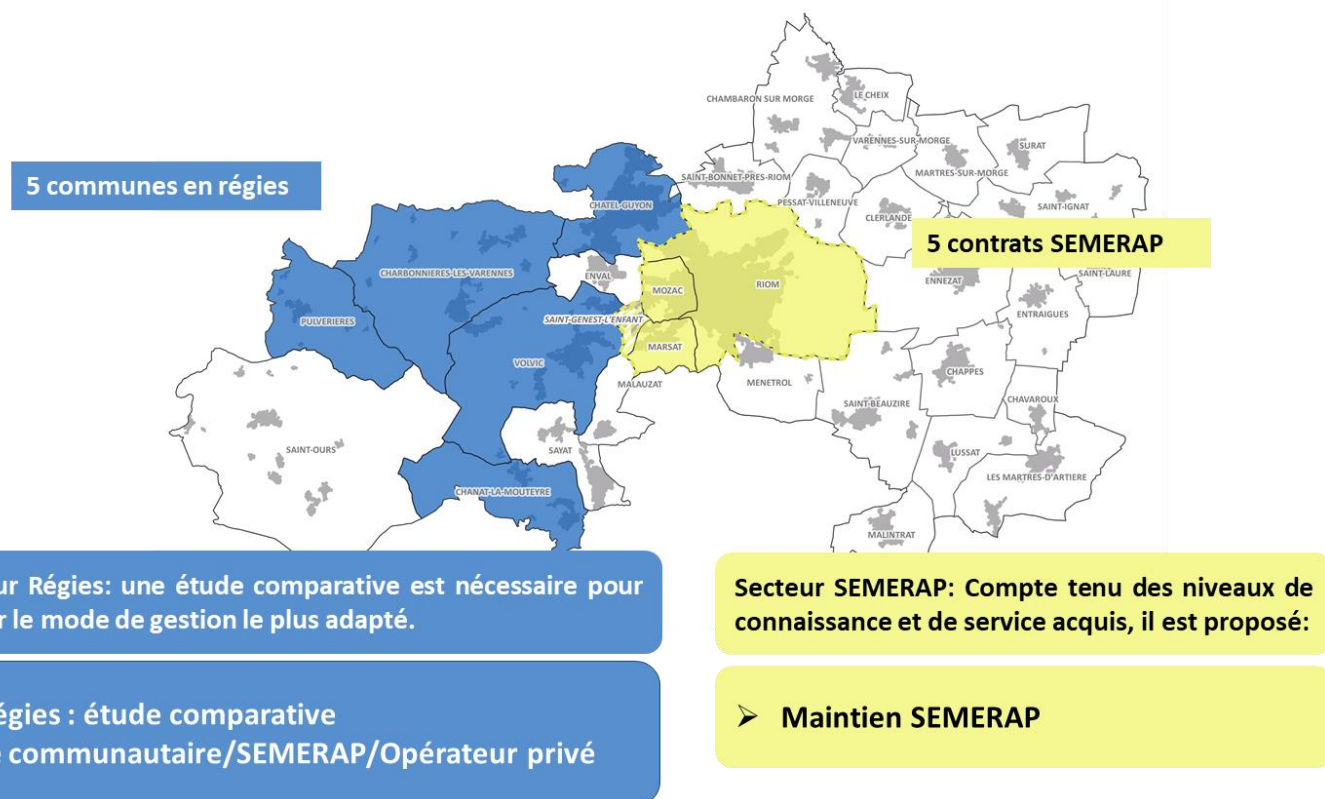 CHAMBARON SUR MORGE
LE CHEIX
VARENNES-SUR-MORGE
SURAT
MARTRES-SUR-MORGE
5 communes en régies
SAINT-BONNET-PRES-RIOM
CHATEL-GUYON
PESSAT-VILLENEUVE
CLERLANDE
SAINT-IGNAT
5 contrats SEMERAP
CHARBONNIERES-LES-VARENNES
ENVAL
MOZAC
RIOM
ENNEZAT
SAINT-LAURE
PULVERIERES
SAINT-GENEST-L'ENFANT
ENTRAIGUES
MARSAT
VOLVIC
MALAUZAT
MENETROL
CHAPPES
SAINT-BEAUZIRE
CHAVAROUX
SAINT-OURS
SAYAT
LUSSAT
LES MARTRES-D'ARTIERE
CHANAT-LA-MOUTEYRE
MALINTRAT
ur Régies: une étude comparative est nécessaire pour
r le mode de gestion le plus adapté.
Secteur SEMERAP: Compte tenu des niveaux de
connaissance et de service acquis, il est proposé:
égies : étude comparative
e communautaire/SEMERAP/Opérateur privé
➢ Maintien SEMERAP